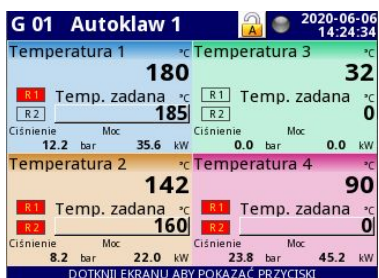 G 01 Autoklaw 1 A 2020-06-06
14:24:34
Temperatura 1 °C
180
R1 Temp. zadana °C
R2 185
Ciśnienie Moc
12.2 bar 35.6 kW
Temperatura 3 °C
32
R1 Temp. zadana °C
R2 0
Ciśnienie Moc
0.0 bar 0.0 kW
Temperatura 2 °C
142
R1 Temp. zadana °C
R2 160
Ciśnienie Moc
8.2 bar 22.0 kW
Temperatura 4 °C
90
R1 Temp. zadana °C
R2 0
Ciśnienie Moc
23.8 bar 45.2 kW
DOTKNIJ EKRANU ABY POKAZAĆ PRZYCISKI